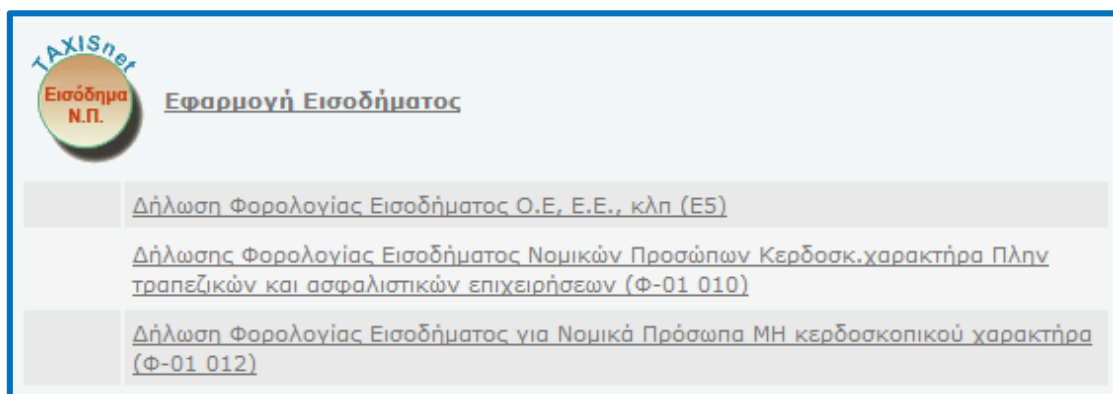 TAXISnet
Εισόδημα
Ν.Π.
Εφαρμογή Εισοδήματος
Δήλωση Φορολογίας Εισοδήματος Ο.Ε, Ε.Ε., κλπ (Ε5)
Δήλωσης Φορολογίας Εισοδήματος Νομικών Προσώπων Κερδοσκ.χαρακτήρα Πλην
τραπεζικών και ασφαλιστικών επιχειρήσεων (Φ-01 010)
Δήλωση Φορολογίας Εισοδήματος για Νομικά Πρόσωπα ΜΗ κερδοσκοπικού χαρακτήρα
(Φ-01 012)